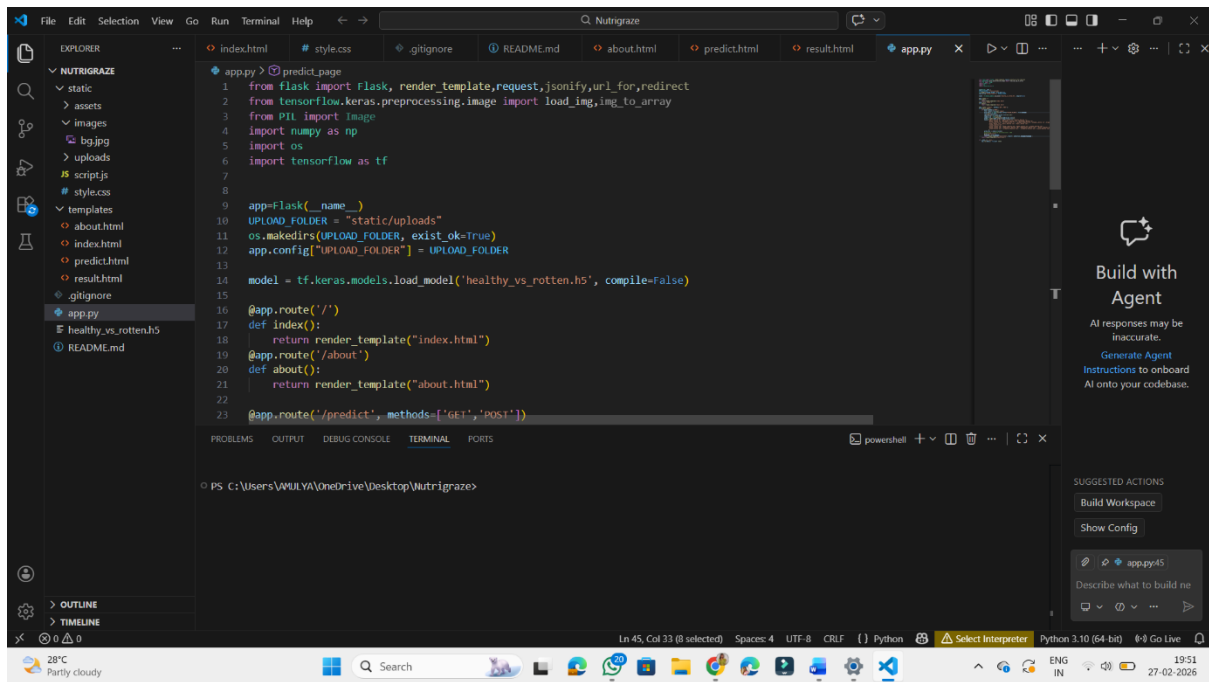 File Edit Selection View Go Run Terminal Help
Nutrigraze
EXPLORER
NUTRIGRAZE
static
assets
images
bg.jpg
uploads
JS script.js
# style.css
templates
about.html
index.html
predict.html
result.html
.gitignore
app.py
healthy_vs_rotten.h5
README.md
OUTLINE
TIMELINE
index.html # style.css .gitignore README.md about.html predict.html result.html app.py
app.py > predict_page
1 from flask import Flask, render_template,request,jsonify,url_for,redirect
2 from tensorflow.keras.preprocessing.image import load_img,img_to_array
3 from PIL import Image
4 import numpy as np
5 import os
6 import tensorflow as tf
7
8
9 app=Flask(__name__)
10 UPLOAD_FOLDER = "static/uploads"
11 os.makedirs(UPLOAD_FOLDER, exist_ok=True)
12 app.config["UPLOAD_FOLDER"] = UPLOAD_FOLDER
13
14 model = tf.keras.models.load_model('healthy_vs_rotten.h5', compile=False)
15
16 @app.route('/')
17 def index():
18 return render_template("index.html")
19 @app.route('/about')
20 def about():
21 return render_template("about.html")
22
23 @app.route('/predict', methods=['GET','POST'])
PROBLEMS OUTPUT DEBUG CONSOLE TERMINAL PORTS
powershell
PS C:\Users\AMULYA\OneDrive\Desktop\Nutrigraze>
Build with
Agent
AI responses may be
inaccurate.
Generate Agent
Instructions to onboard
AI onto your codebase.
SUGGESTED ACTIONS
Build Workspace
Show Config
app.py:45
Describe what to build ne
0 0 Ln 45, Col 33 (8 selected) Spaces: 4 UTF-8 CRLF { } Python Select Interpreter Python 3.10 (64-bit) Go Live
28°C
Partly cloudy
Search
20
ENG
IN
19:51
27-02-2026